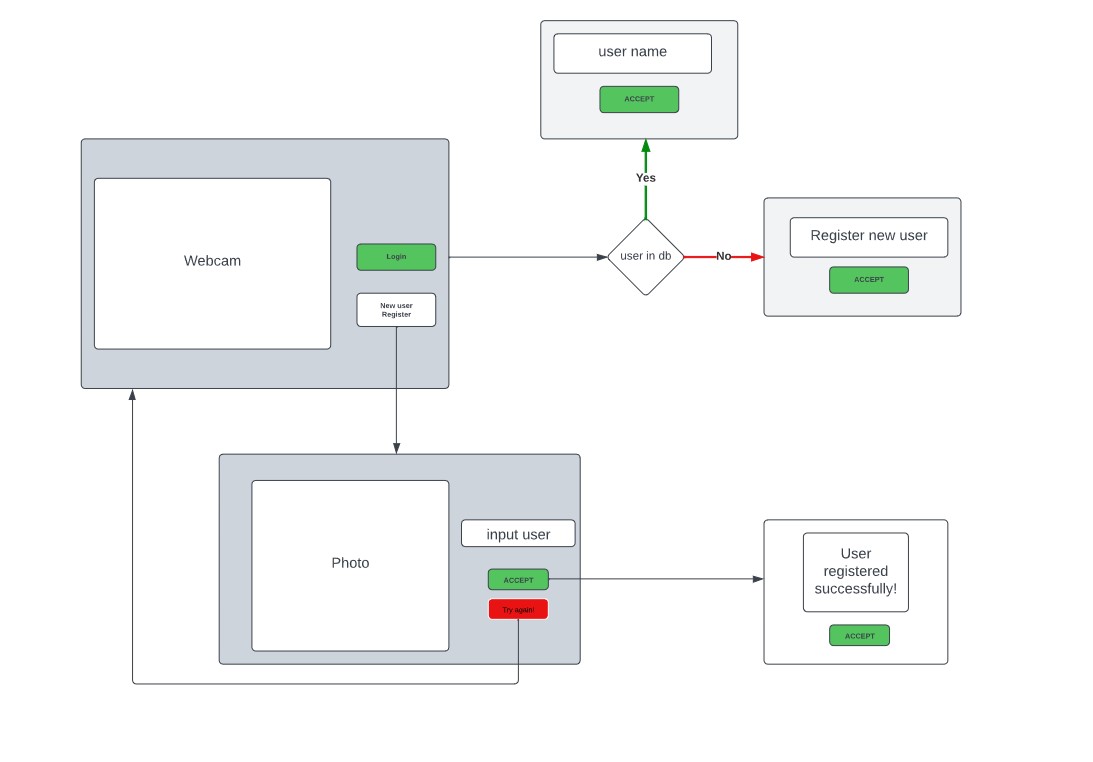 user name
ACCEPT
Yes
Webcam
Login
New user
Register
user in db
No
Register new user
ACCEPT
Photo
input user
ACCEPT
Try again!
User
registered
successfully!
ACCEPT